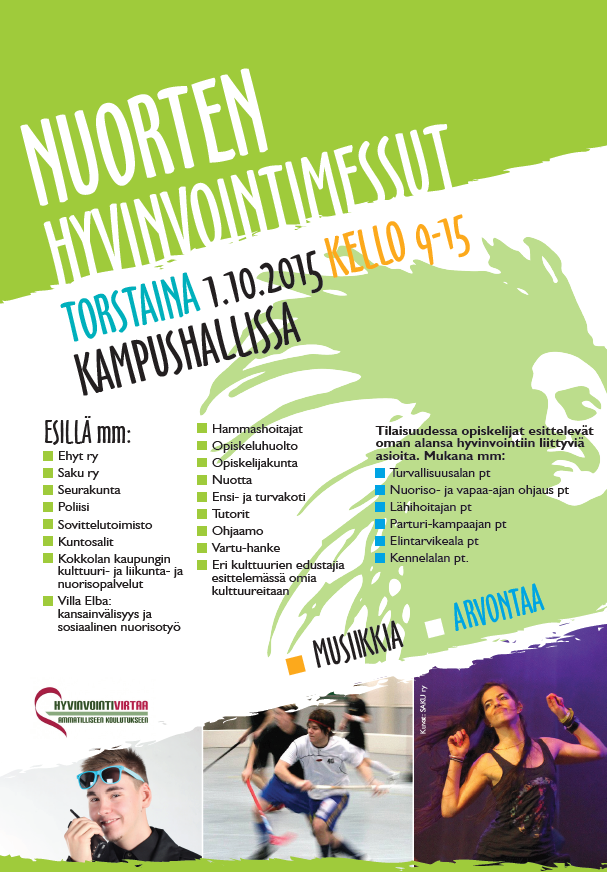 NUORTEN
HYVINVOINTIMESSUT
TORSTAINA 1.10.2015 KELLO 9-15
KAMPUSHALLISSA
ESILLÄ mm:
Ehyt ry
Saku ry
Seurakunta
Poliisi
Sovittelutoimisto
Kuntosalit
Kokkolan kaupungin
kulttuuri- ja liikunta- ja
nuorisopalvelut
Villa Elba:
kansainvälisyys ja
sosiaalinen nuorisotyö
Hammashoitajat
Opiskeluhuolto
Opiskelijakunta
Nuotta
Ensi- ja turvakoti
Tutorit
Ohjaamo
Vartu-hanke
Eri kulttuurien edustajia
esittelemässä omia
kulttuureitaan
Tilaisuudessa opiskelijat esittelevät
oman alansa hyvinvointiin liittyviä
asioita. Mukana mm:
Turvallisuusalan pt
Nuoriso- ja vapaa-ajan ohjaus pt
Lähihoitajan pt
Parturi-kampaajan pt
Elintarvikeala pt
Kennelalan pt.
MUSIIKKIA
ARVONTAA
HYVINVOINTIVIRTAA
AMMATILLISEEN KOULUTUKSEEN
Kuvat: SAKU ry